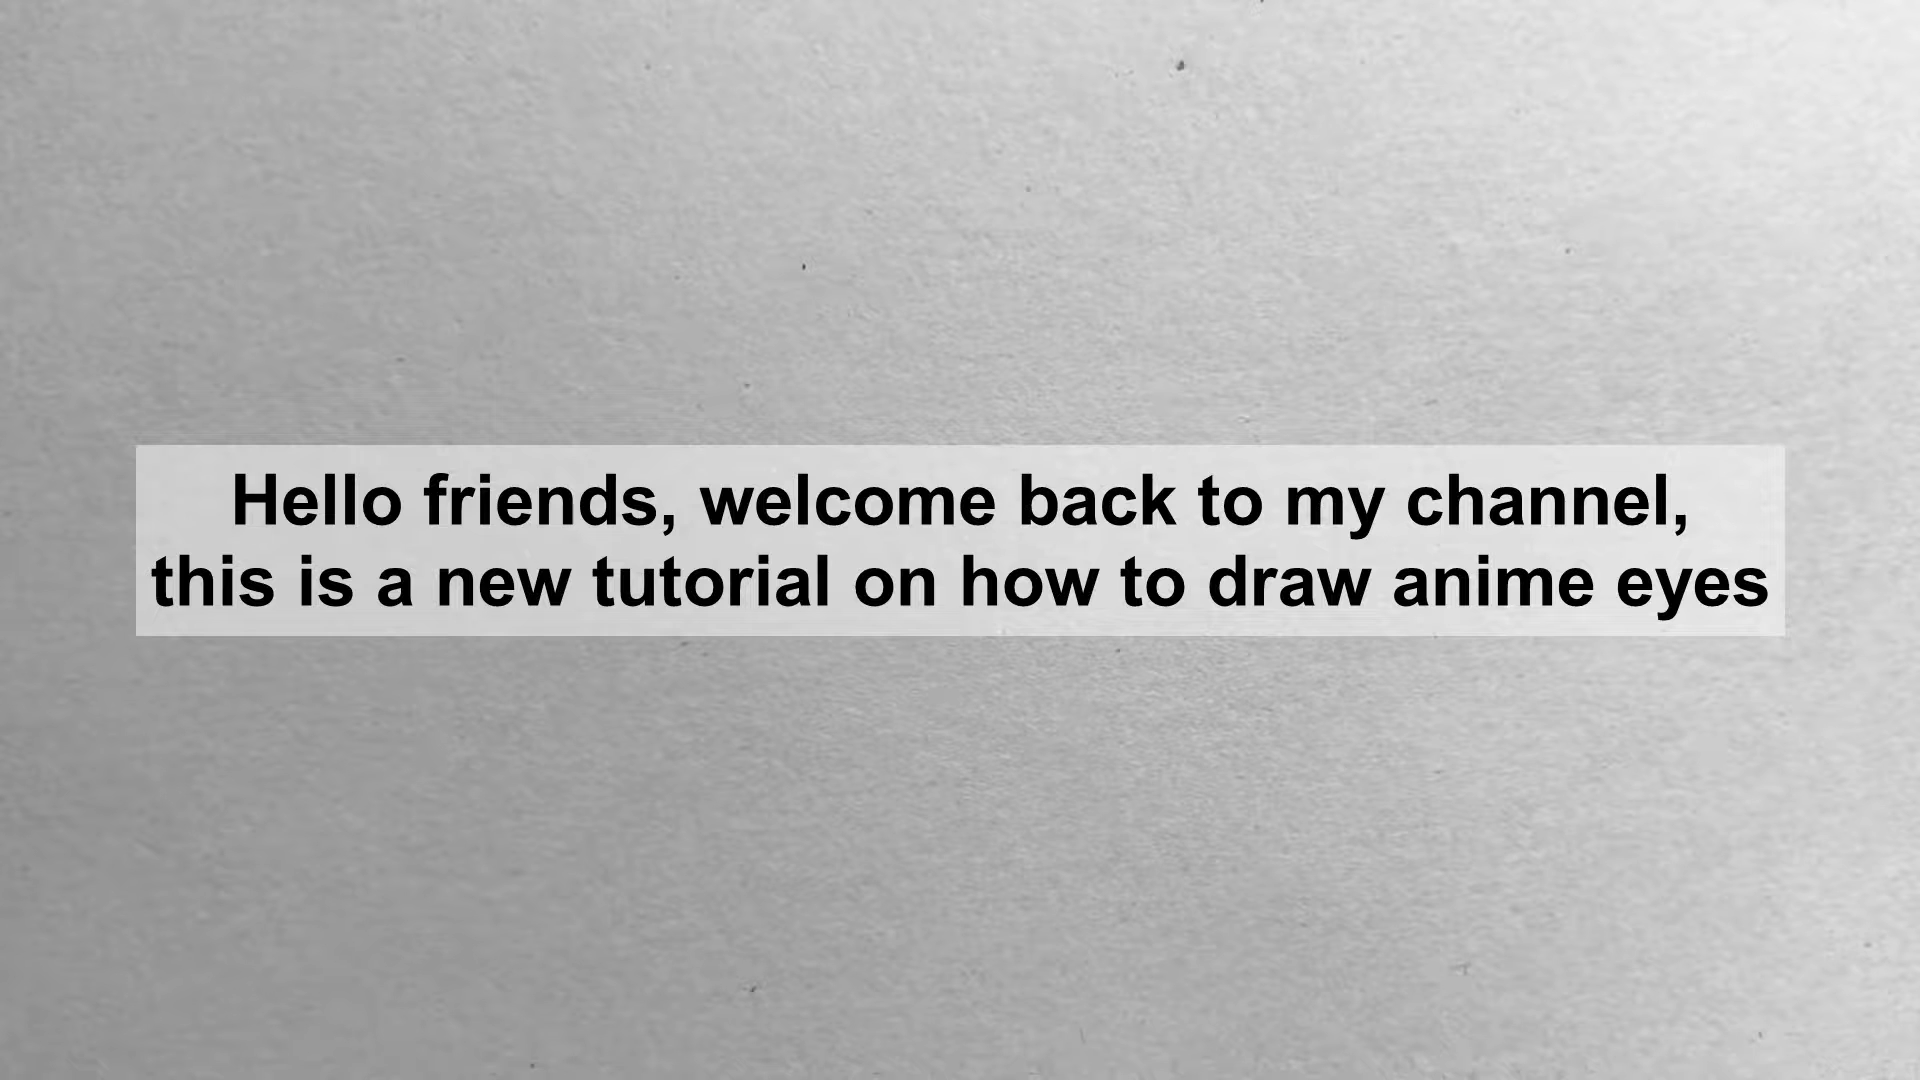 Hello friends, welcome back to my channel,
this is a new tutorial on how to draw anime eyes